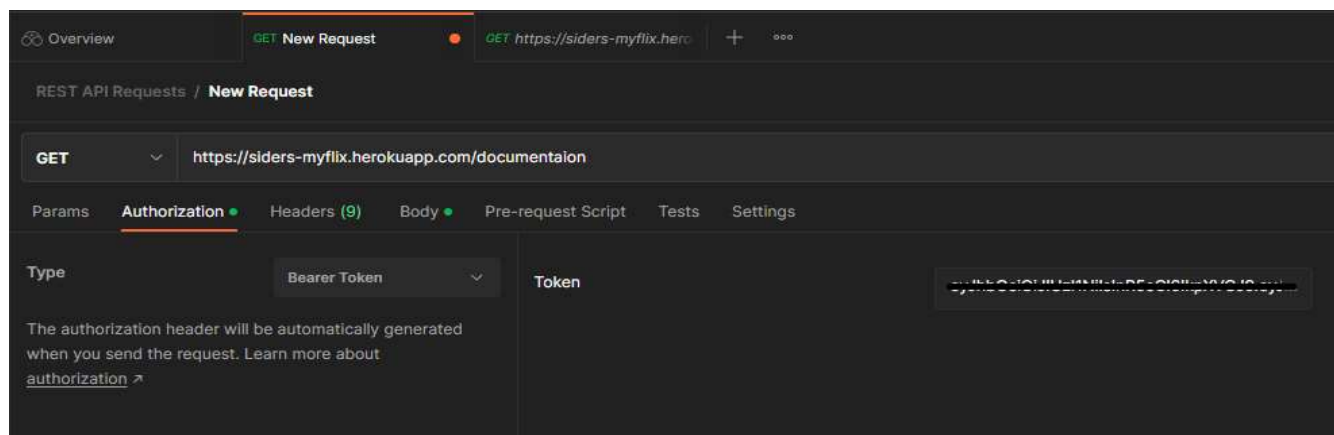 Overview GET New Request GET https://siders-myflix.hero
REST API Requests / New Request
GET https://siders-myflix.herokuapp.com/documentaion
Params Authorization Headers (9) Body Pre-request Script Tests Settings
Type Bearer Token Token
The authorization header will be automatically generated
when you send the request. Learn more about
authorization ↗